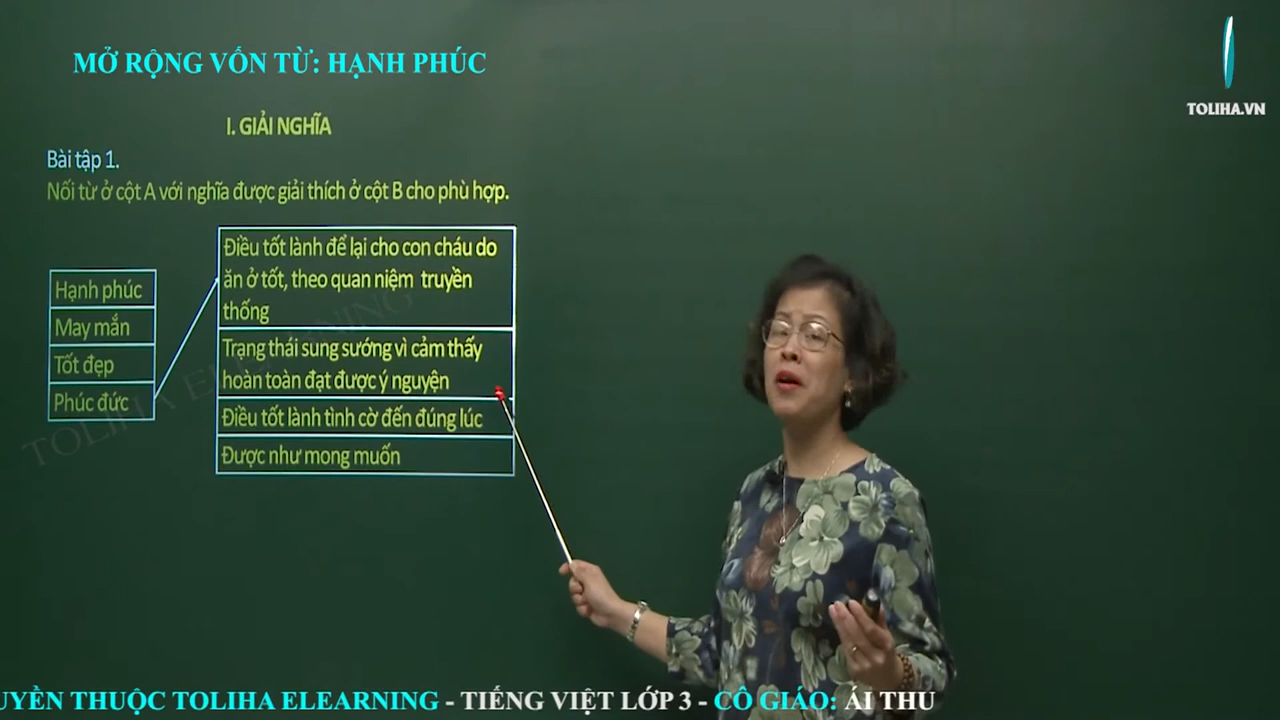 MỞ RỘNG VỐN TỪ: HẠNH PHÚC
TOLIHA.VN
I. GIẢI NGHĨA
Bài tập 1.
Nối từ ở cột A với nghĩa được giải thích ở cột B cho phù hợp.
Hạnh phúc
May mắn
Tốt đẹp
Phúc đức
Điều tốt lành để lại cho con cháu do
ăn ở tốt, theo quan niệm truyền
thống
Trạng thái sung sướng vì cảm thấy
hoàn toàn đạt được ý nguyện
Điều tốt lành tình cờ đến đúng lúc
Được như mong muốn
TOLIHA ELEARNING
UYỀN THUỘC TOLIHA ELEARNING - TIẾNG VIỆT LỚP 3 - CÔ GIÁO: ÁI THU